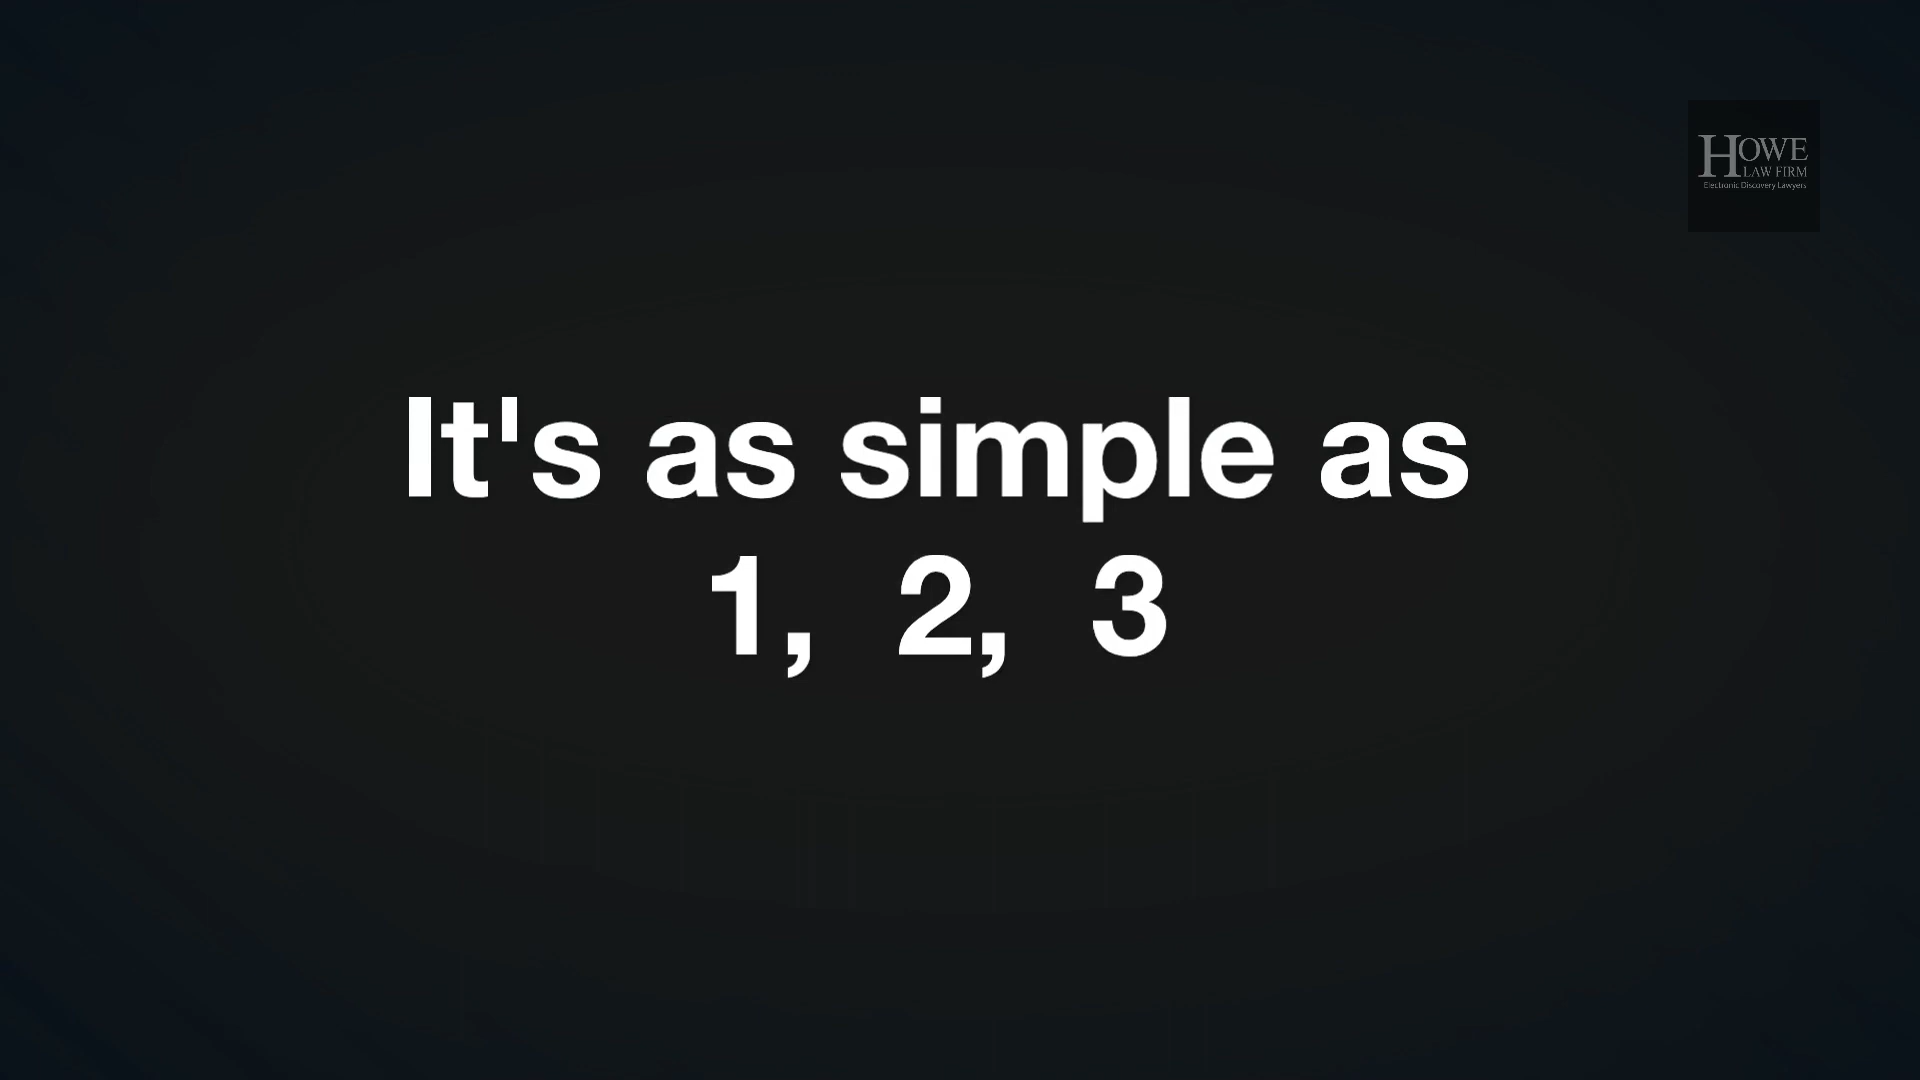 HOWE
LAW FIRM
Electronic Discovery Lawyers
It's as simple as
1, 2, 3